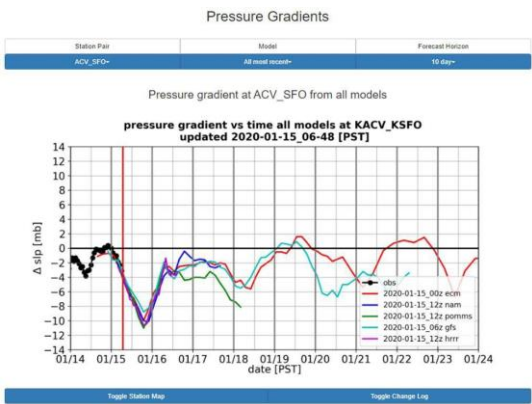 Pressure Gradients
Station Pair
Model
Forecast Horizon
ACV_SFO
All most recent
10 day
Pressure gradient at ACV_SFO from all models
pressure gradient vs time all models at KACV_KSFO
updated 2020-01-15_06-48 [PST]
Δ slp [mb]
14
12
10
8
6
4
2
0
−2
−4
−6
−8
−10
−12
−14
obs
2020-01-15_00z ecm
2020-01-15_12z nam
2020-01-15_12z pomms
2020-01-15_06z gfs
2020-01-15_12z hrrr
01/14 01/15 01/16 01/17 01/18 01/19 01/20 01/21 01/22 01/23 01/24
date [PST]
Toggle Station Map
Toggle Change Log